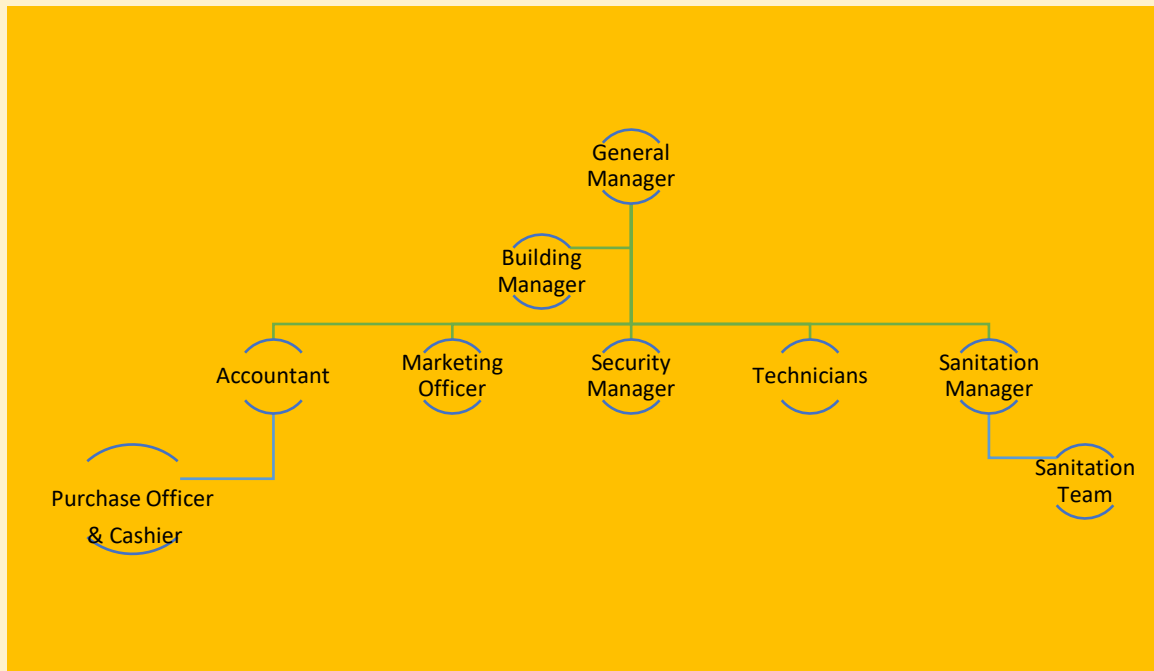 General
Manager
Building
Manager
Accountant
Marketing
Officer
Security
Manager
Technicians
Sanitation
Manager
Purchase Officer
& Cashier
Sanitation
Team